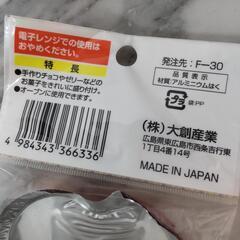 電子レンジでの使用は
おやめください。
《特長》
●手作りチョコやゼリーなどの
お菓子をきれいに盛り付け。
●オーブンに使用できます。
4 984343 366336
発注元:F-30
品質表示
材質/アルミニウムはく
プラ
袋:PP
(株)大創産業
広島県東広島市西条吉行東
1丁目4番14号
MADE IN JAPAN